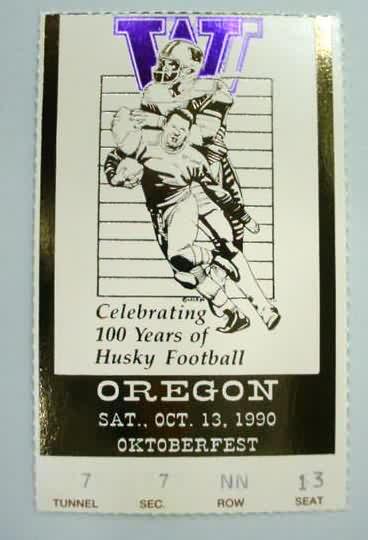 W
Celebrating
100 Years of
Husky Football
OREGON
SAT., OCT. 13, 1990
OKTOBERFEST
7 7 NN 13
TUNNEL SEC. ROW SEAT